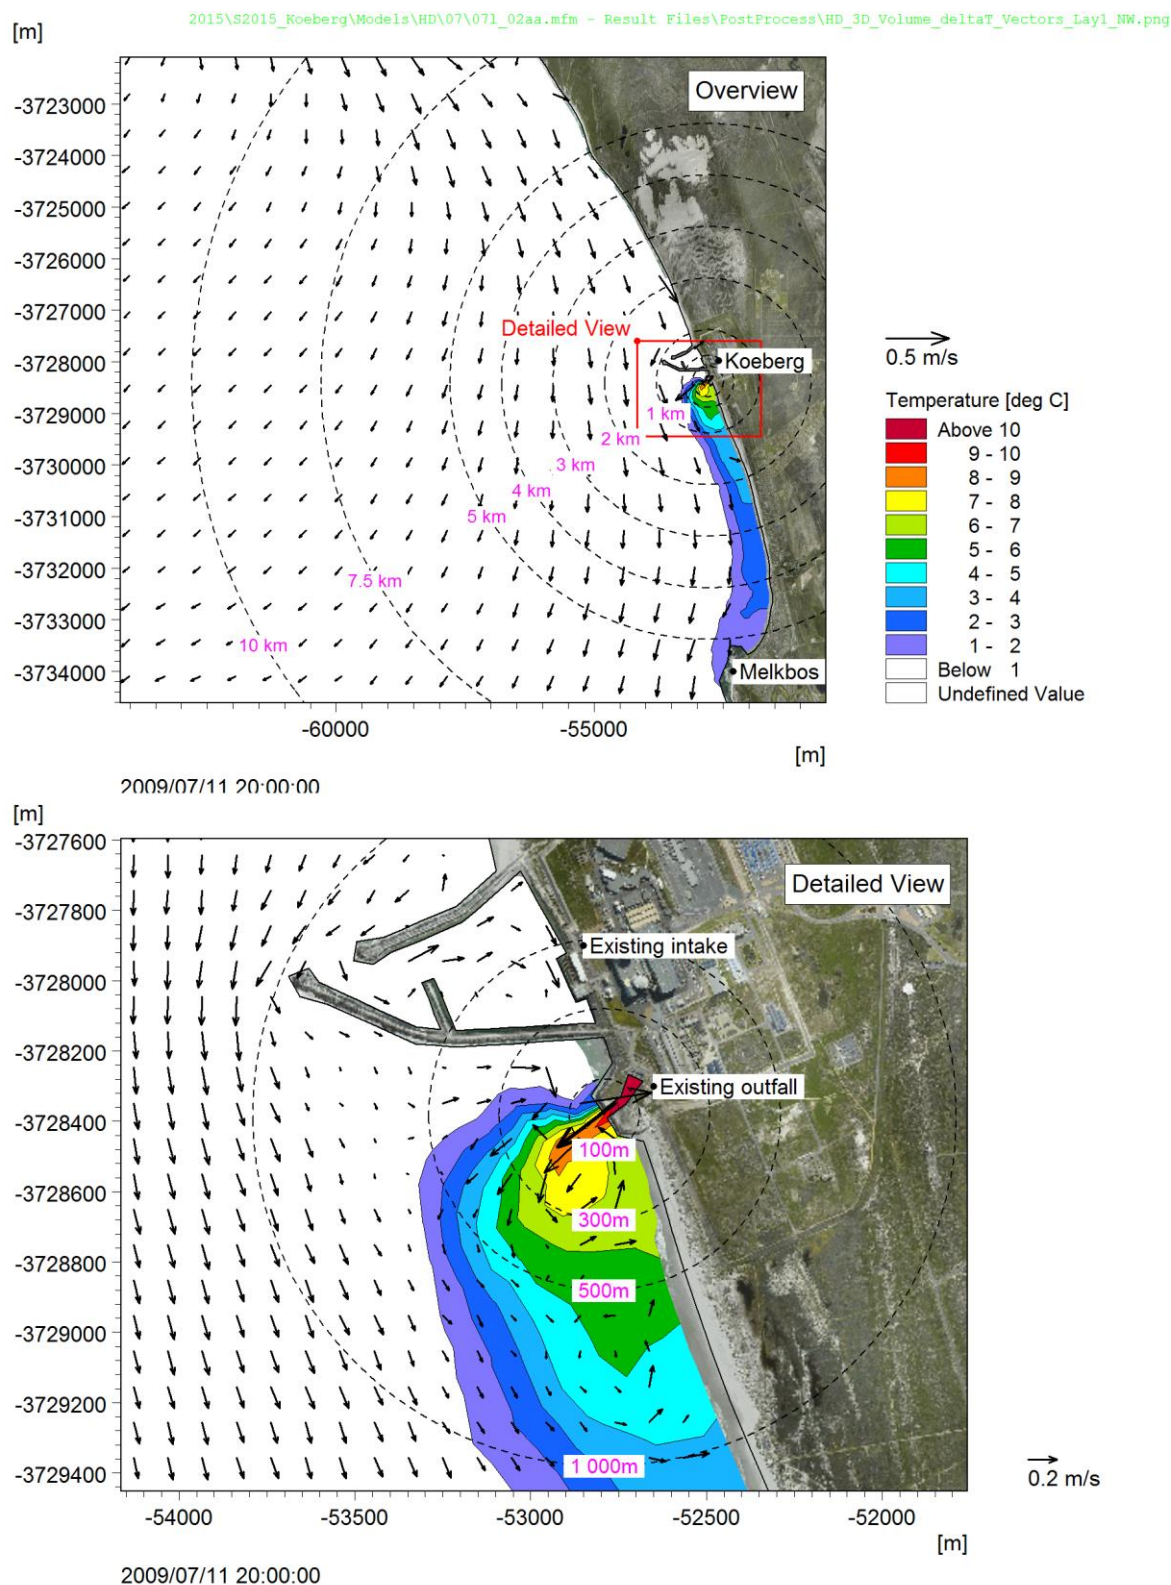 2015\S2015_Koeberg\Models\HD\07\071_02aa.mfm - Result Files\PostProcess\HD_3D_Volume_deltaT_Vectors_Lay1_NW.png
[m]
Overview
-3723000
-3724000
-3725000
-3726000
-3727000
-3728000
-3729000
-3730000
-3731000
-3732000
-3733000
-3734000
Detailed View
Koeberg
1 km
2 km
3 km
4 km
5 km
7.5 km
10 km
Melkbos
-60000
-55000
[m]
2009/07/11 20:00:00
0.5 m/s
Temperature [deg C]
Above 10
9 - 10
8 - 9
7 - 8
6 - 7
5 - 6
4 - 5
3 - 4
2 - 3
1 - 2
Below 1
Undefined Value
[m]
Detailed View
-3727600
-3727800
-3728000
-3728200
-3728400
-3728600
-3728800
-3729000
-3729200
-3729400
Existing intake
Existing outfall
100m
300m
500m
1 000m
-54000
-53500
-53000
-52500
-52000
[m]
0.2 m/s
2009/07/11 20:00:00